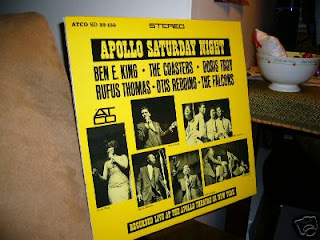 ATCO SD 33-159 STEREO
APOLLO SATURDAY NIGHT
BEN E. KING • THE COASTERS • DORIS TROY
RUFUS THOMAS • OTIS REDDING • THE FALCONS
ATCO
RECORDED LIVE AT THE APOLLO THEATRE IN NEW YORK